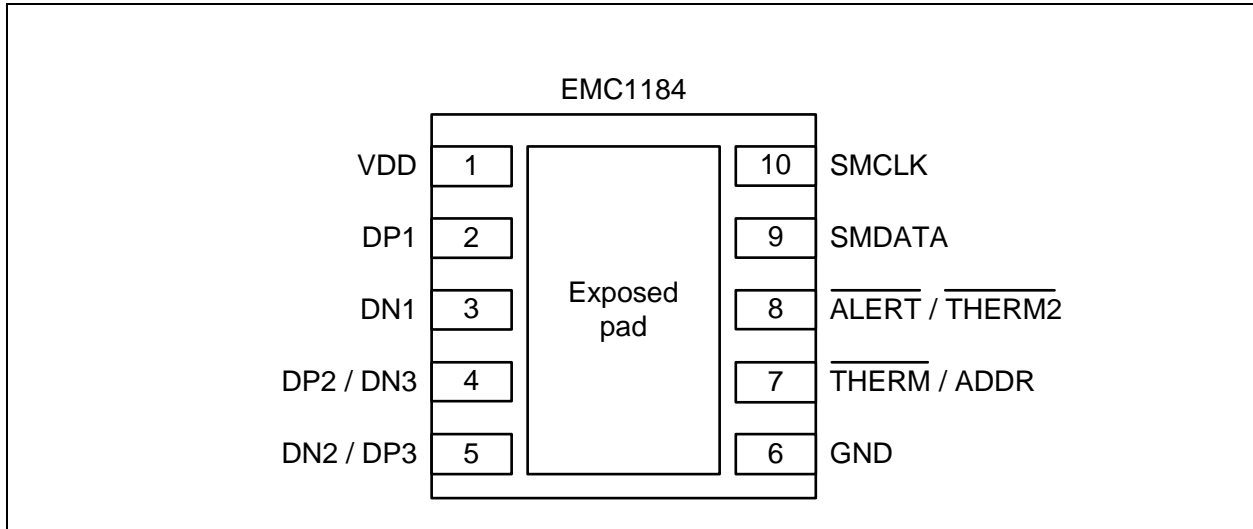 EMC1184
VDD 1 10 SMCLK
DP1 2 9 SMDATA
DN1 3 Exposed pad 8 ALERT / THERM2
DP2 / DN3 4 7 THERM / ADDR
DN2 / DP3 5 6 GND